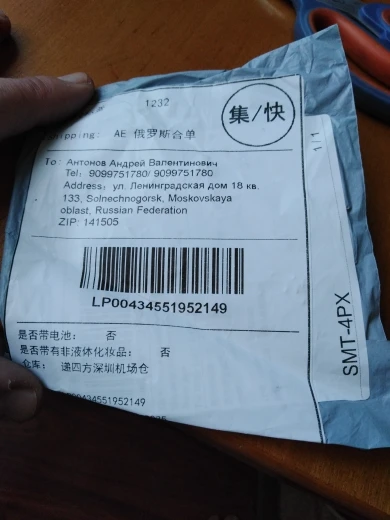 1232
集/快
pping: AE 俄罗斯合单
1/1
To: Антонов Андрей Валентинович
Tel: 9099751780/ 9099751780
Address: ул. Ленинградская дом 18 кв.
133, Solnechnogorsk, Moskovskaya
oblast, Russian Federation
ZIP: 141505
LP00434551952149
SMT-4PX
是否带电池: 否
是否带有非液体化妆品: 否
仓库: 递四方深圳机场仓
00434551952149